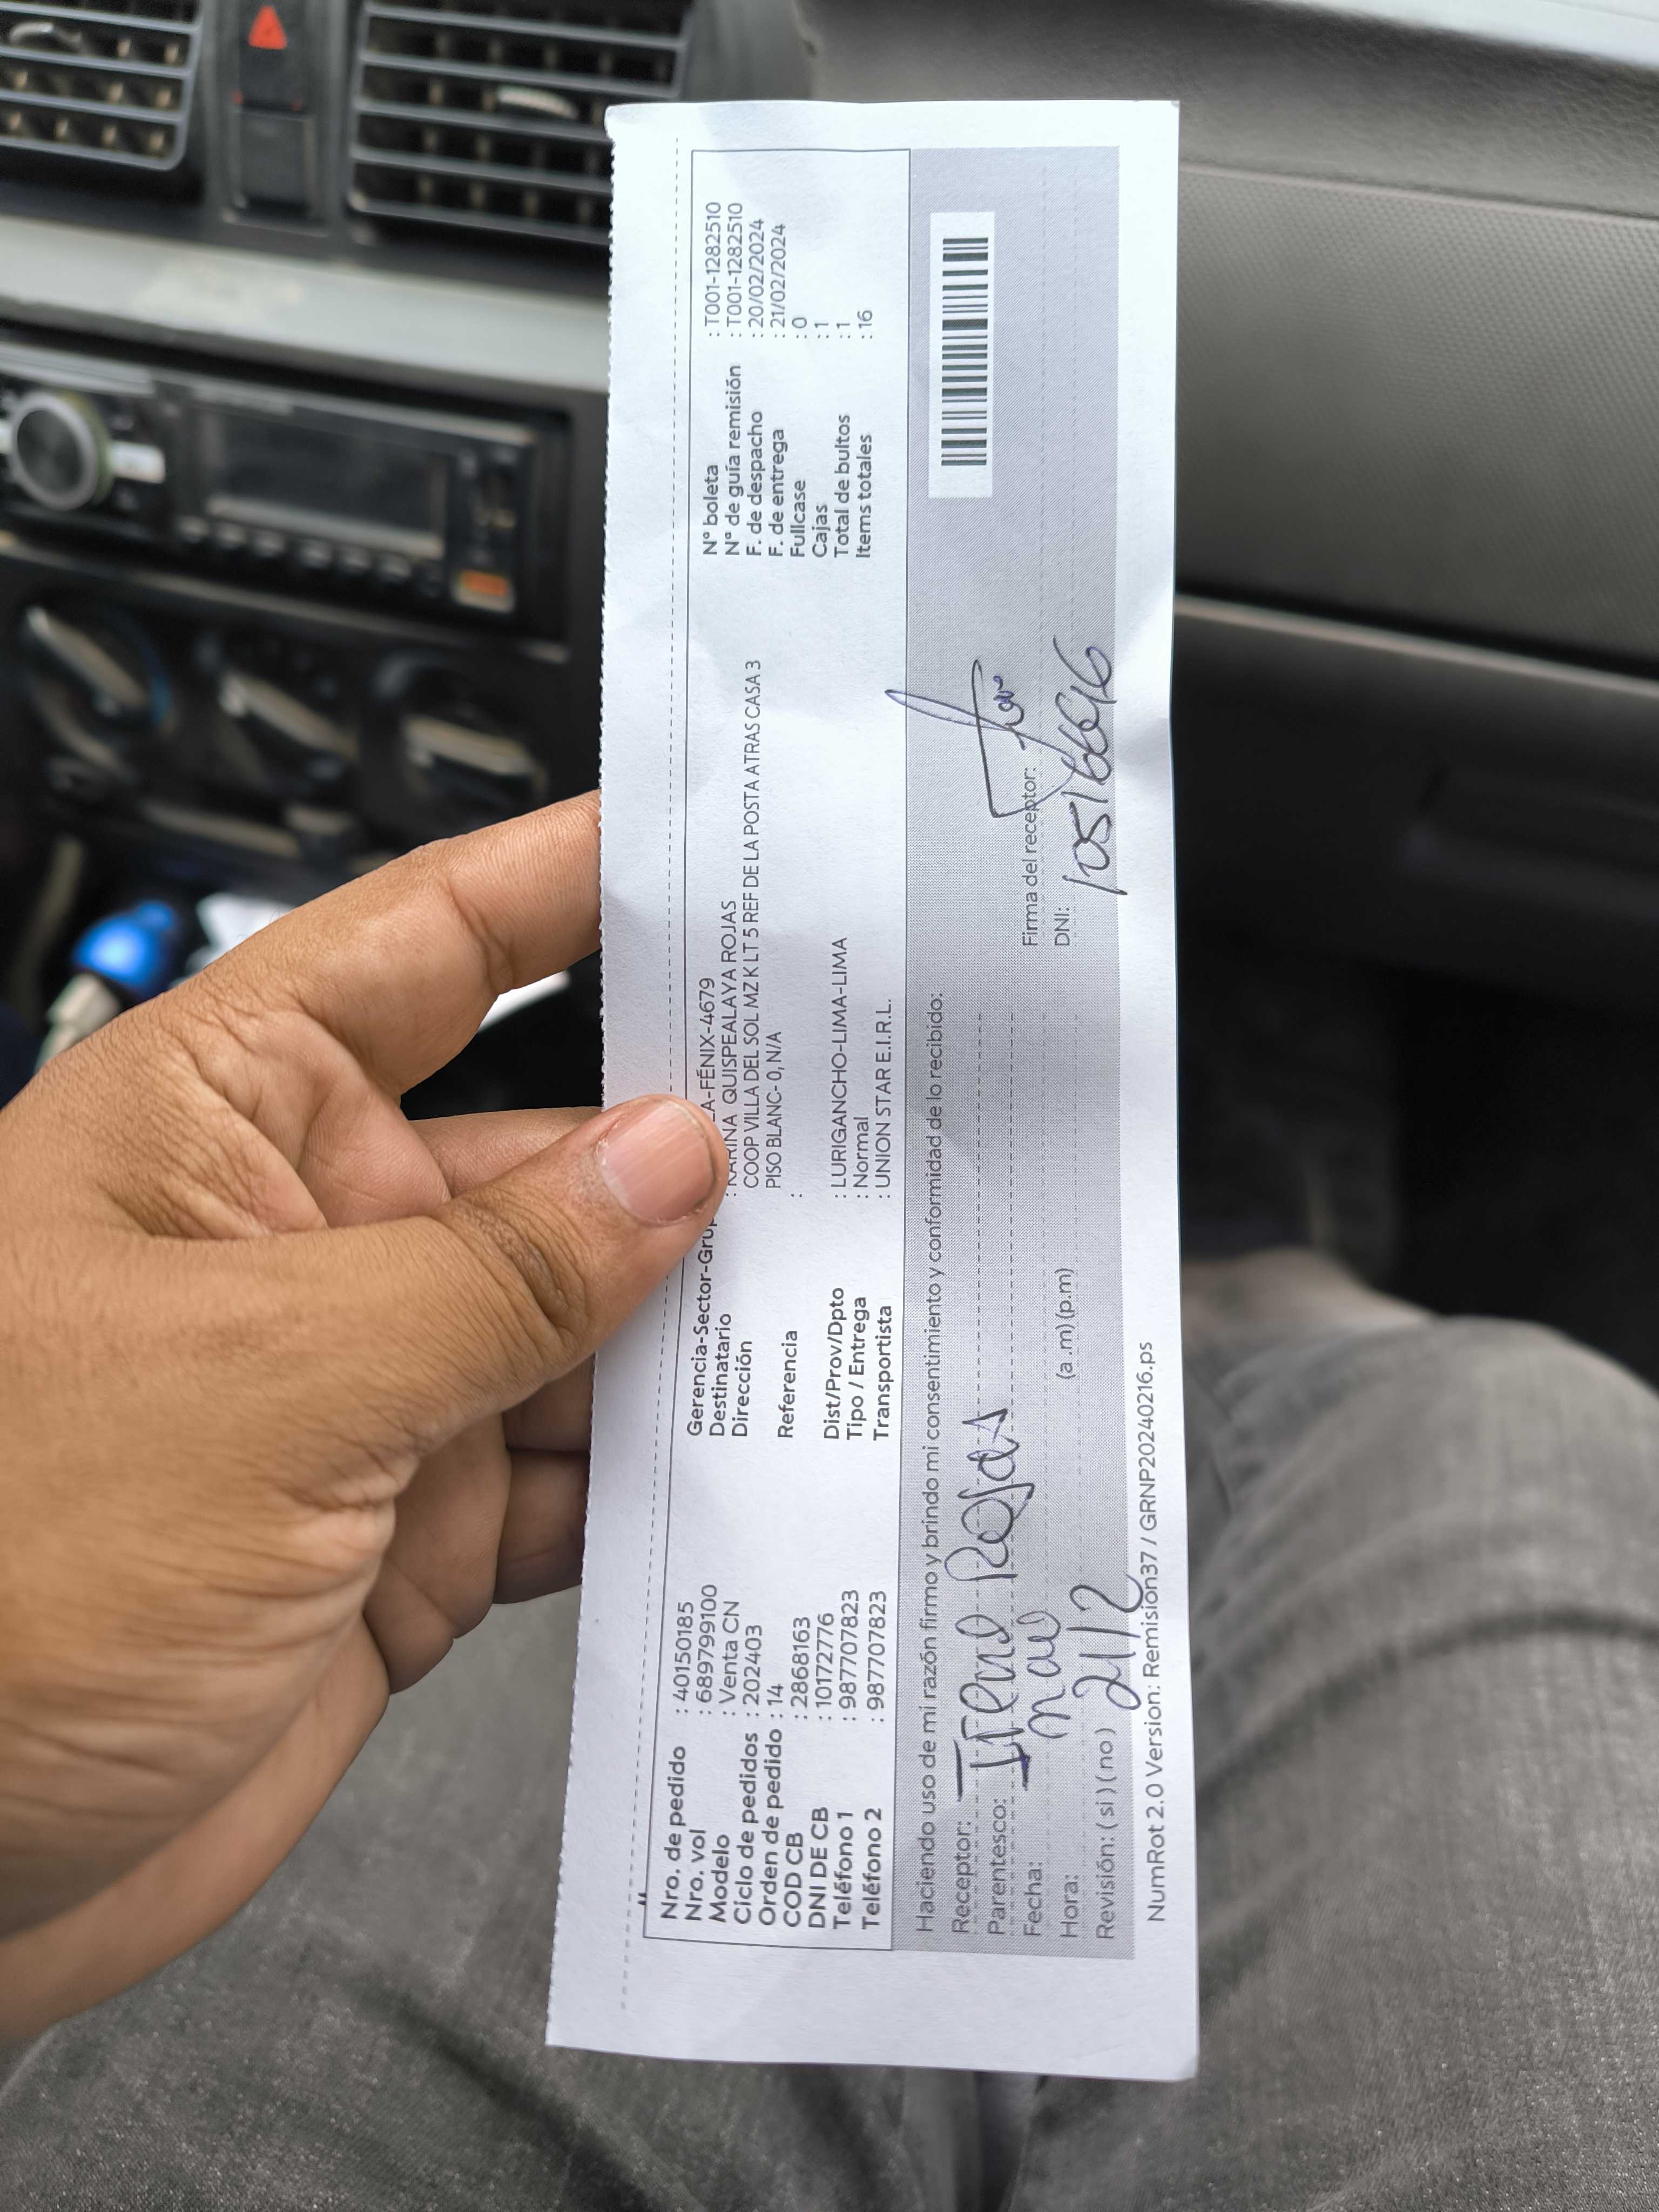 Nro. de pedido : 40150185
Nro. vol : 6897999100
Modelo : Venta CN
Ciclo de pedidos : 202403
Orden de pedido : 14
COD CB : 2868163
DNI DE CB : 10172776
Teléfono 1 : 987707823
Teléfono 2 : 987707823
Gerencia-Sector-Gru A-FÉNIX-4679
Destinatario : KARINA QUISPEALAYA ROJAS
Dirección COOP VILLA DEL SOL MZ K LT 5 REF DE LA POSTA ATRAS CASA 3
PISO BLANC- 0, N/A
Referencia :
Dist/Prov/Dpto : LURIGANCHO-LIMA-LIMA
Tipo / Entrega : Normal
Transportista : UNION STAR E.I.R.L.
N° boleta : T001-1282510
N° de guía remisión : T001-1282510
F. de despacho : 20/02/2024
F. de entrega : 21/02/2024
Fullcase : 0
Cajas : 1
Total de bultos : 1
Items totales : 16
Haciendo uso de mi razón firmo y brindo mi consentimiento y conformidad de lo recibido:
Receptor: Irene Rojas
Parentesco:
Fecha:
Hora: 21/2 (a .m) (p.m)
Revisión: ( si ) ( no )
Firma del receptor:
DNI: 10516616
NumRot 2.0 Version: Remision37 / GRNP20240216.ps